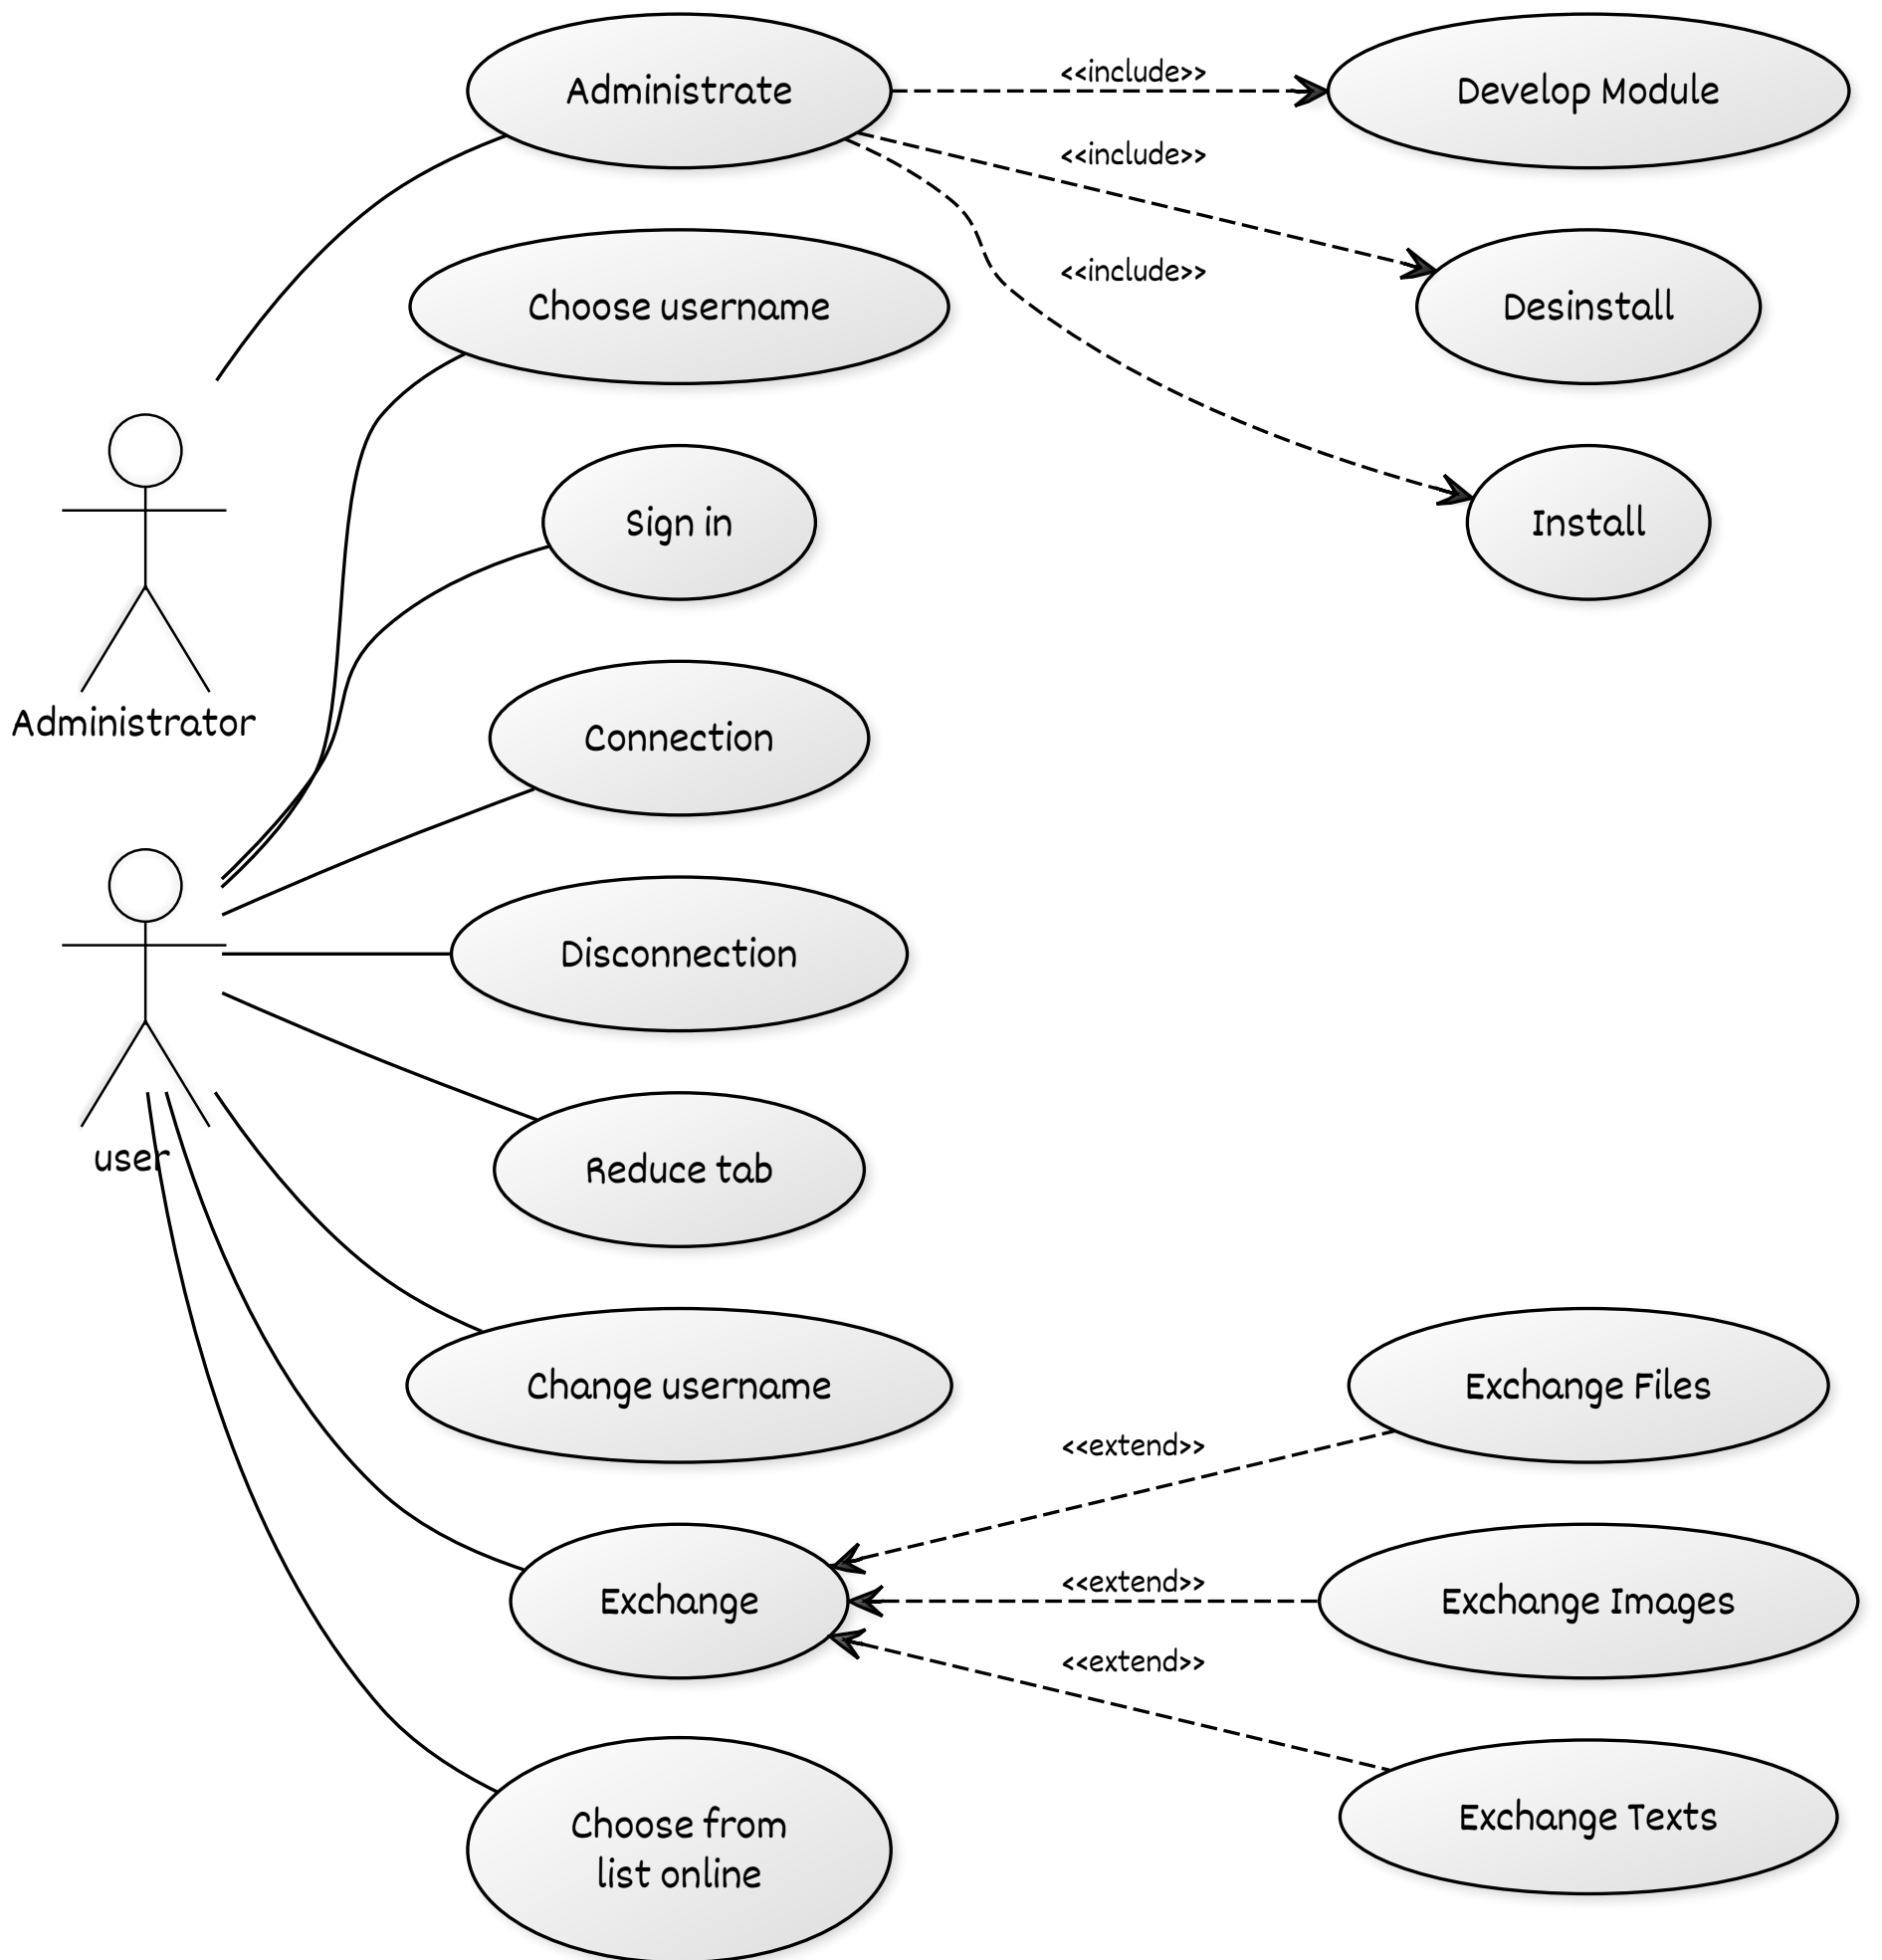 Administrate
<<include>>
Develop Module
<<include>>
<<include>>
Choose username
Desinstall
Sign in
Install
Administrator
Connection
Disconnection
user
Reduce tab
Change username
Exchange Files
<<extend>>
Exchange
<<extend>>
Exchange Images
<<extend>>
Choose from
list online
Exchange Texts